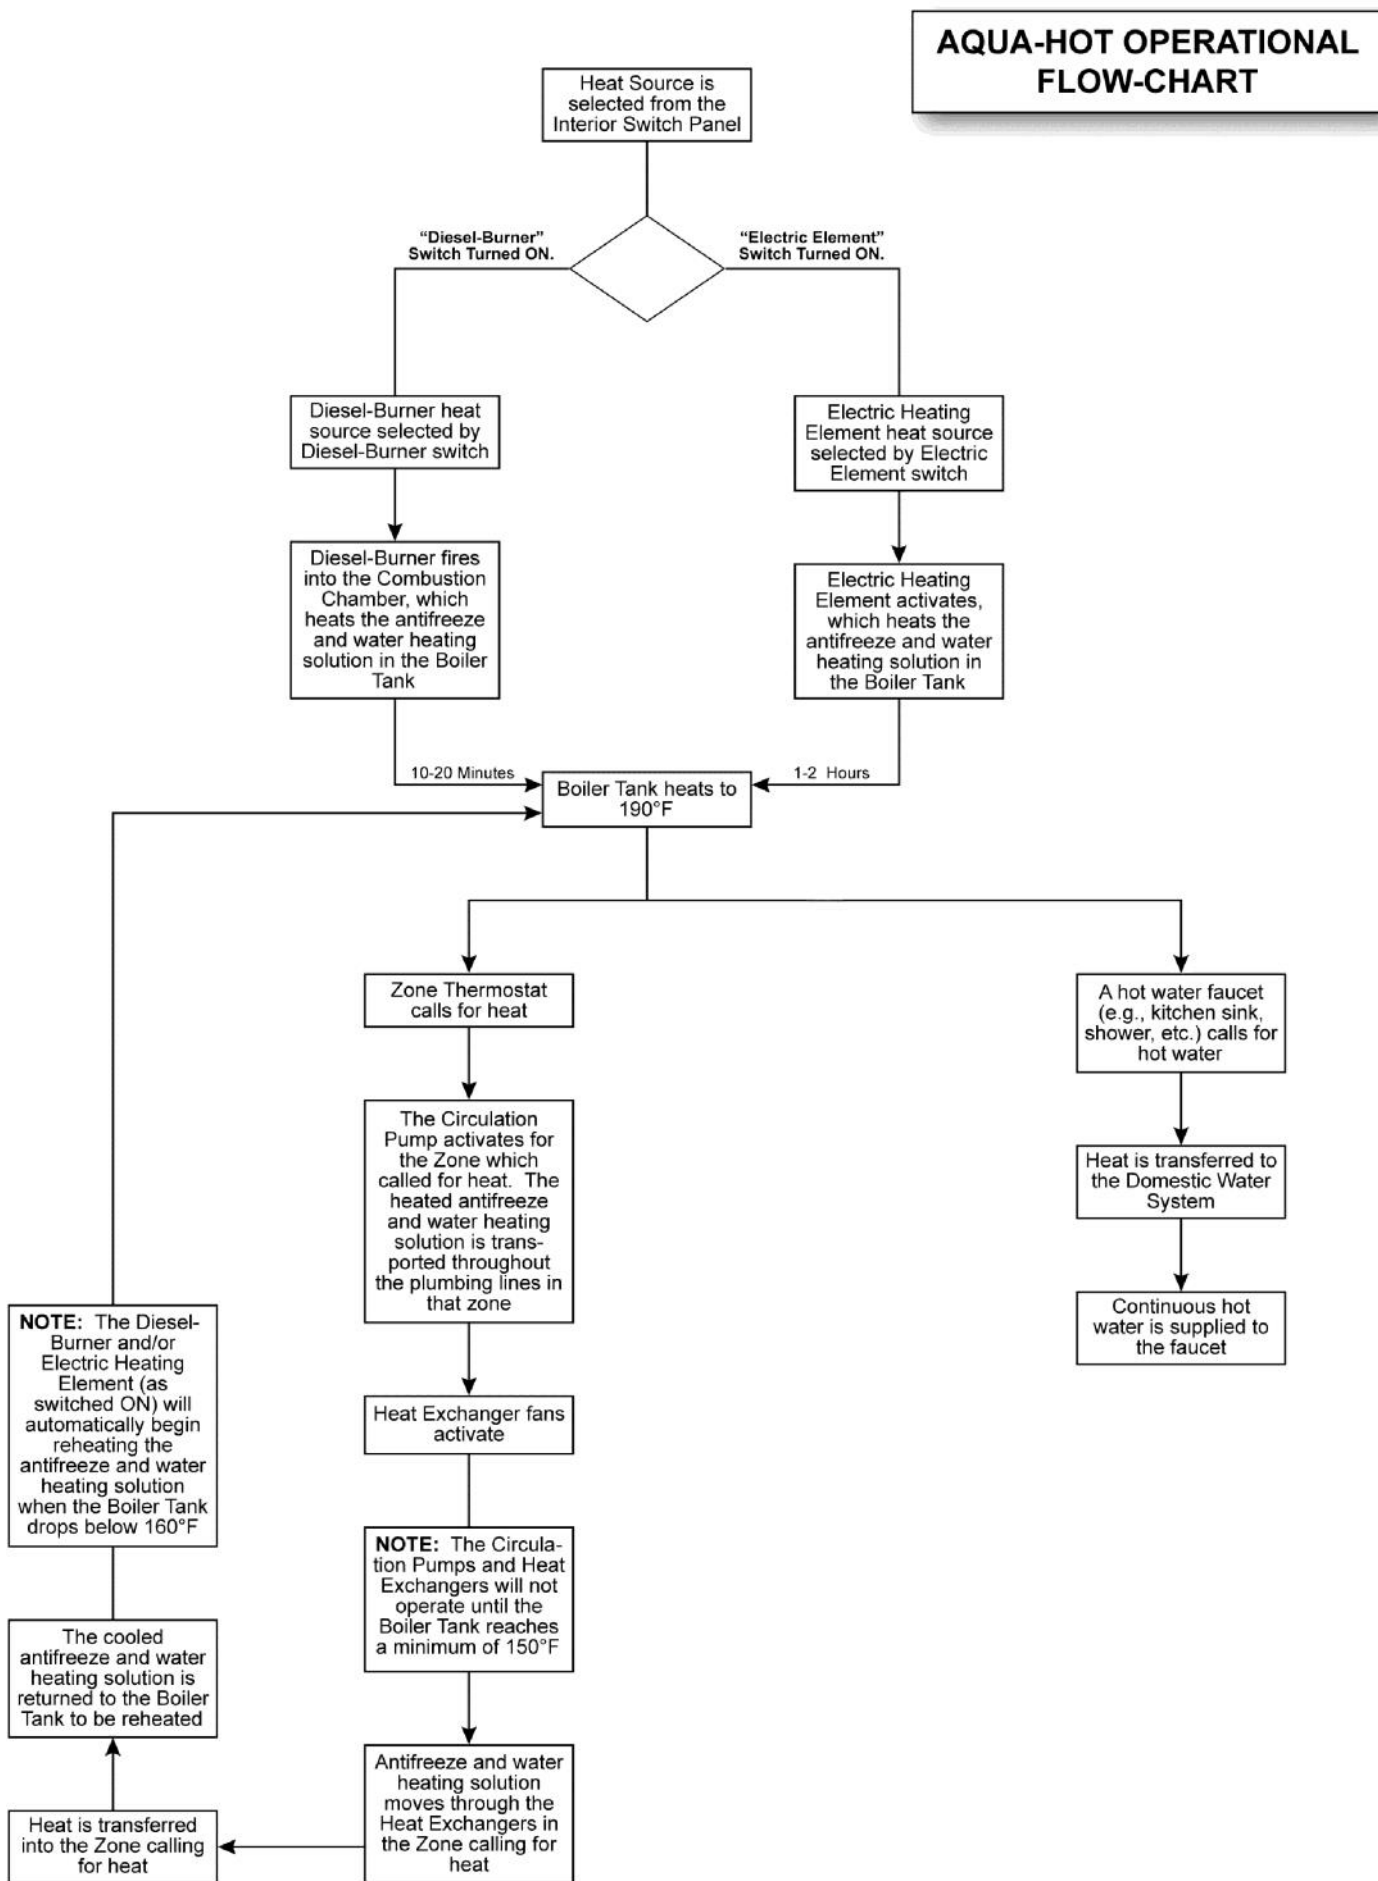 AQUA-HOT OPERATIONAL
FLOW-CHART
Heat Source is
selected from the
Interior Switch Panel
“Diesel-Burner”
Switch Turned ON.
“Electric Element”
Switch Turned ON.
Diesel-Burner heat
source selected by
Diesel-Burner switch
Electric Heating
Element heat source
selected by Electric
Element switch
Diesel-Burner fires
into the Combustion
Chamber, which
heats the antifreeze
and water heating
solution in the Boiler
Tank
Electric Heating
Element activates,
which heats the
antifreeze and water
heating solution in
the Boiler Tank
10-20 Minutes
1-2 Hours
Boiler Tank heats to
190°F
Zone Thermostat
calls for heat
A hot water faucet
(e.g., kitchen sink,
shower, etc.) calls for
hot water
The Circulation
Pump activates for
the Zone which
called for heat. The
heated antifreeze
and water heating
solution is trans-
ported throughout
the plumbing lines in
that zone
Heat is transferred to
the Domestic Water
System
Continuous hot
water is supplied to
the faucet
Heat Exchanger fans
activate
NOTE: The Circula-
tion Pumps and Heat
Exchangers will not
operate until the
Boiler Tank reaches
a minimum of 150°F
Antifreeze and water
heating solution
moves through the
Heat Exchangers in
the Zone calling for
heat
Heat is transferred
into the Zone calling
for heat
The cooled
antifreeze and water
heating solution is
returned to the Boiler
Tank to be reheated
NOTE: The Diesel-
Burner and/or
Electric Heating
Element (as
switched ON) will
automatically begin
reheating the
antifreeze and water
heating solution
when the Boiler Tank
drops below 160°F